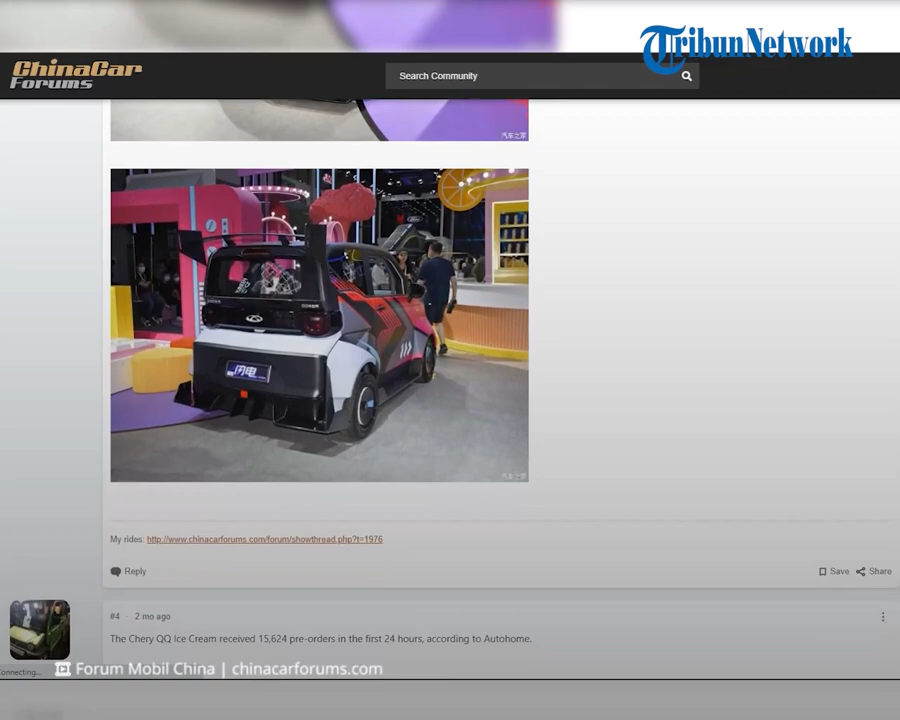 TribunNetwork
ChinaCar
Forums
Search Community
汽车之家
闪电
汽车之家
My rides: http://www.chinacarforums.com/forum/showthread.php?t=1976
Reply
Save
Share
#4 · 2 mo ago
The Chery QQ Ice Cream received 15,624 pre-orders in the first 24 hours, according to Autohome.
onnecting...
Forum Mobil China | chinacarforums.com